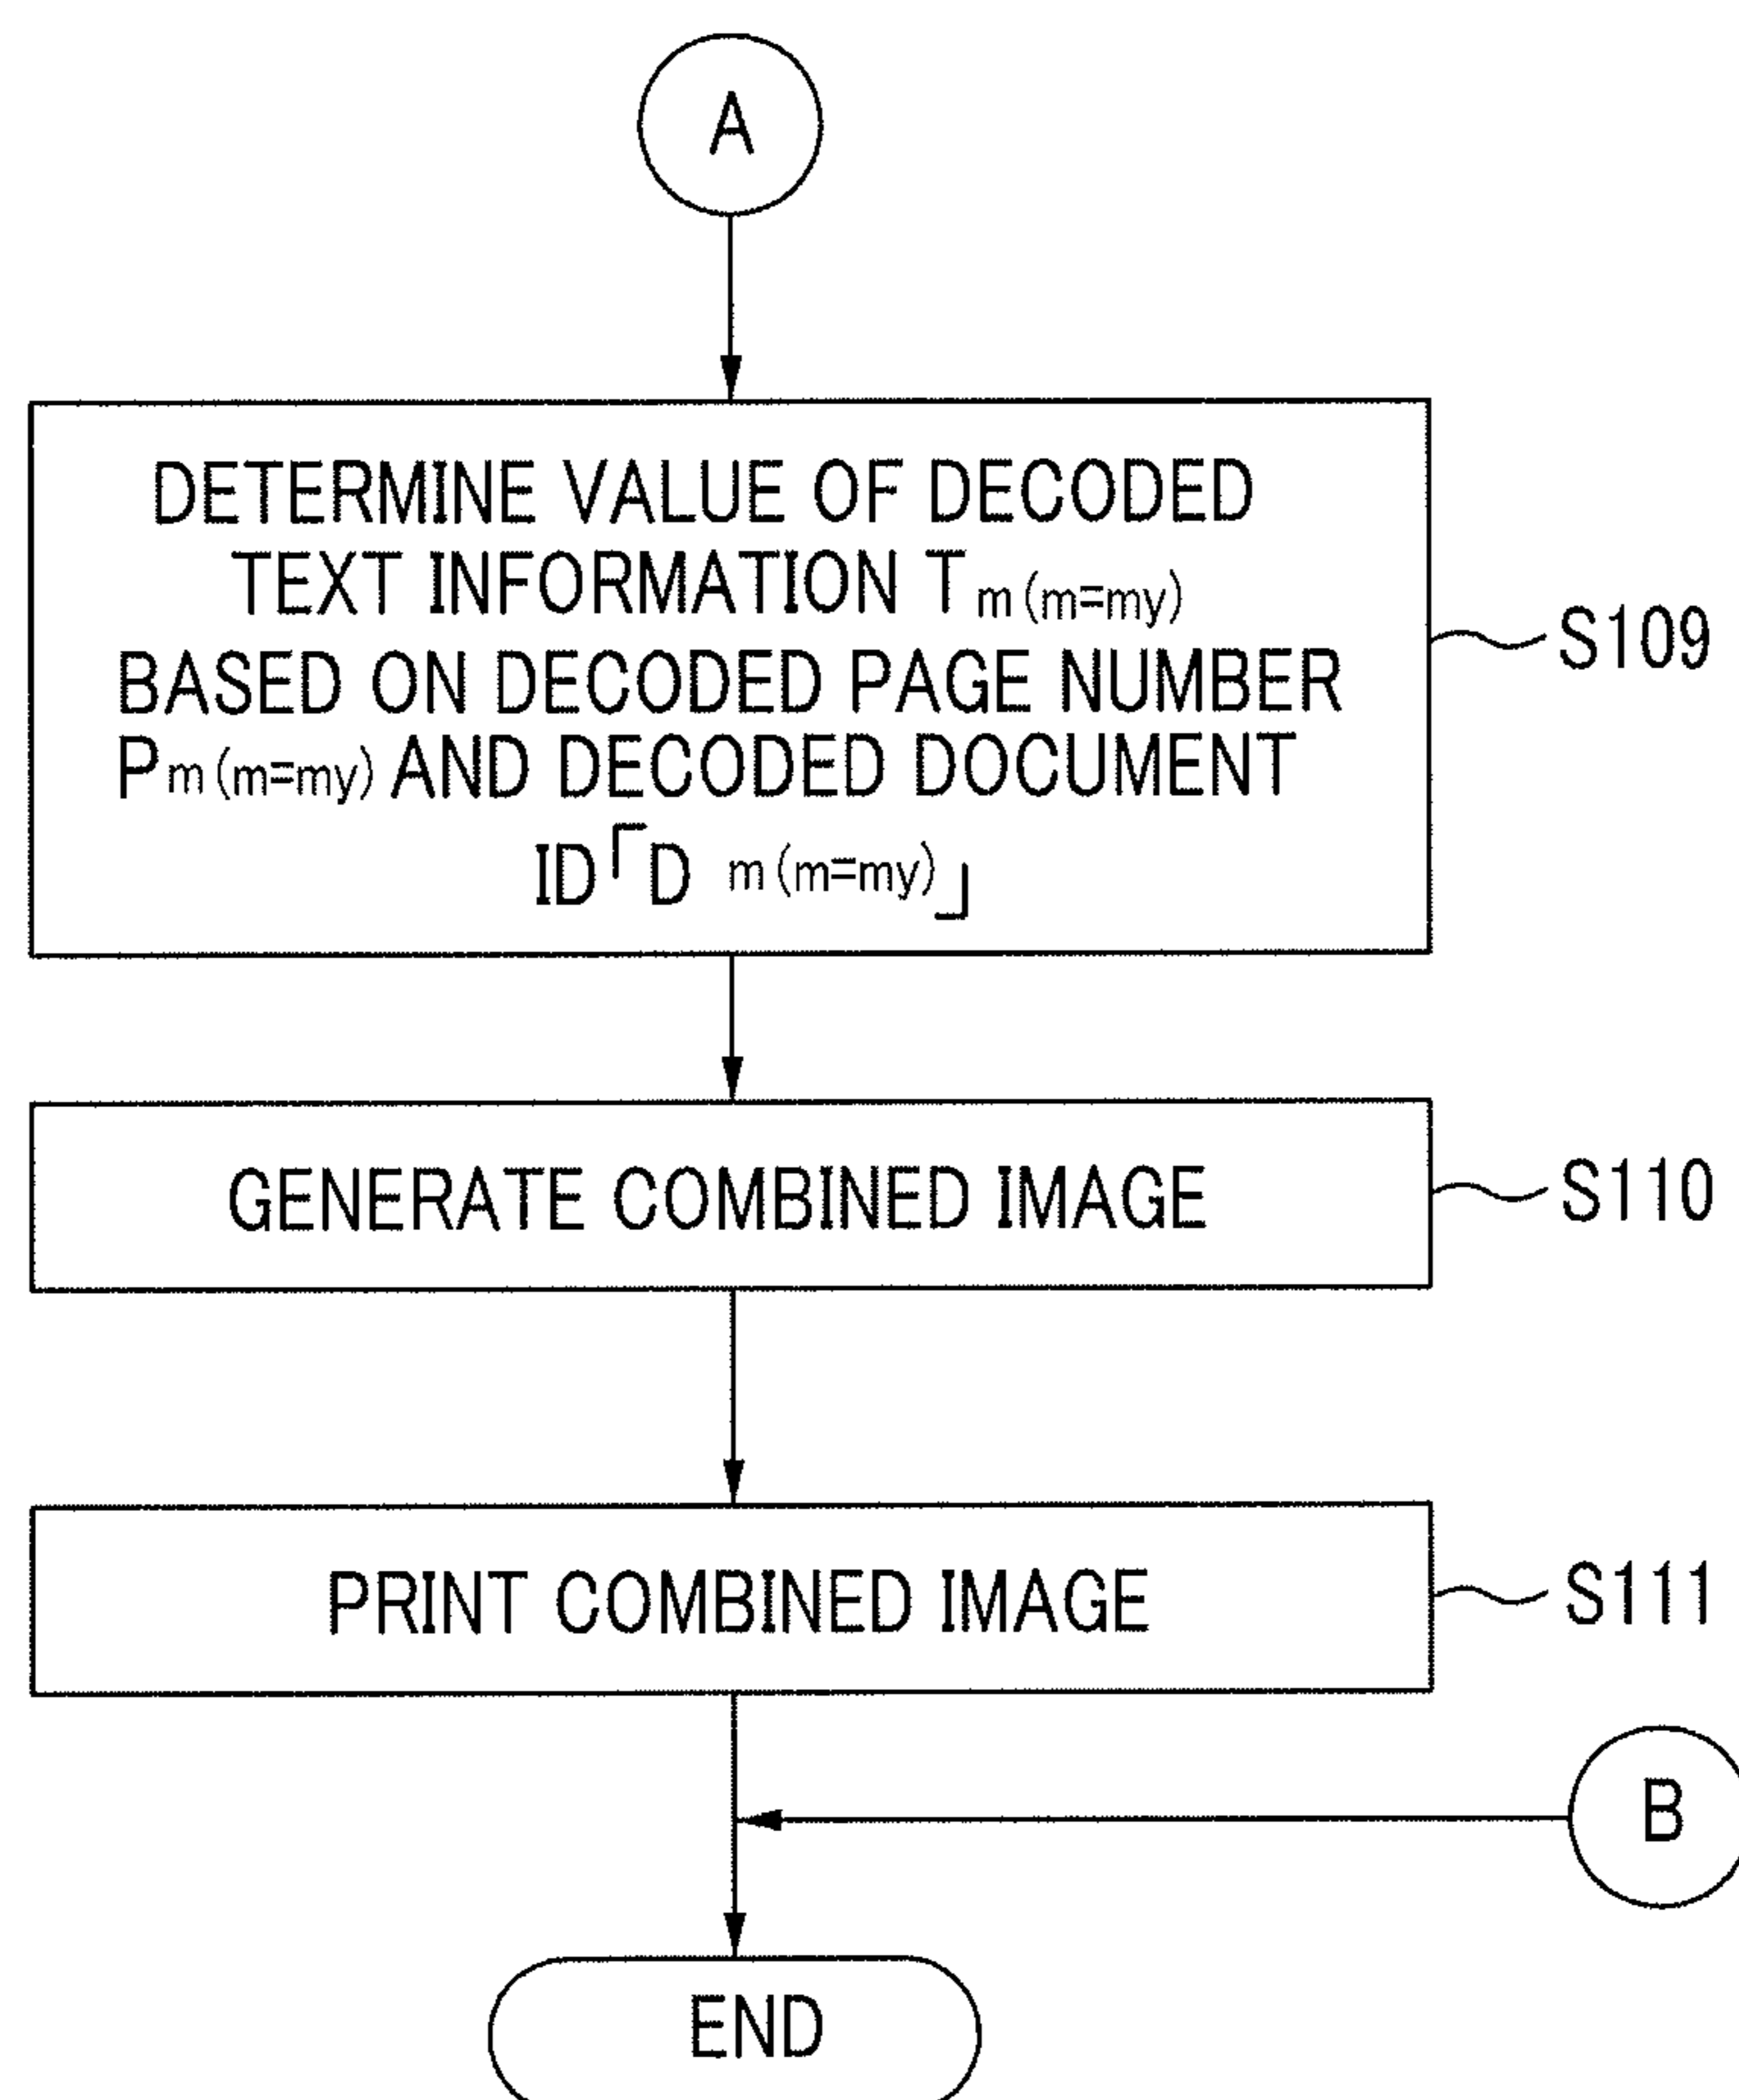 A
DETERMINE VALUE OF DECODED
TEXT INFORMATION Tm(m=my)
BASED ON DECODED PAGE NUMBER
Pm(m=my) AND DECODED DOCUMENT
ID「D m(m=my)」
S109
GENERATE COMBINED IMAGE
S110
PRINT COMBINED IMAGE
S111
B
END